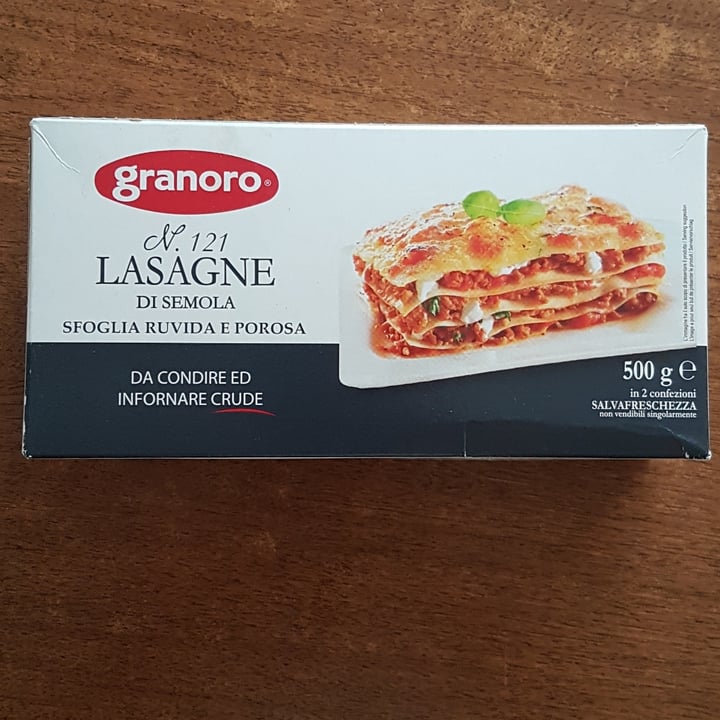 granoro®
N. 121
LASAGNE
DI SEMOLA
SFOGLIA RUVIDA E POROSA
DA CONDIRE ED
INFORNARE CRUDE
500 g ℮
in 2 confezioni
SALVAFRESCHEZZA
non vendibili singolarmente